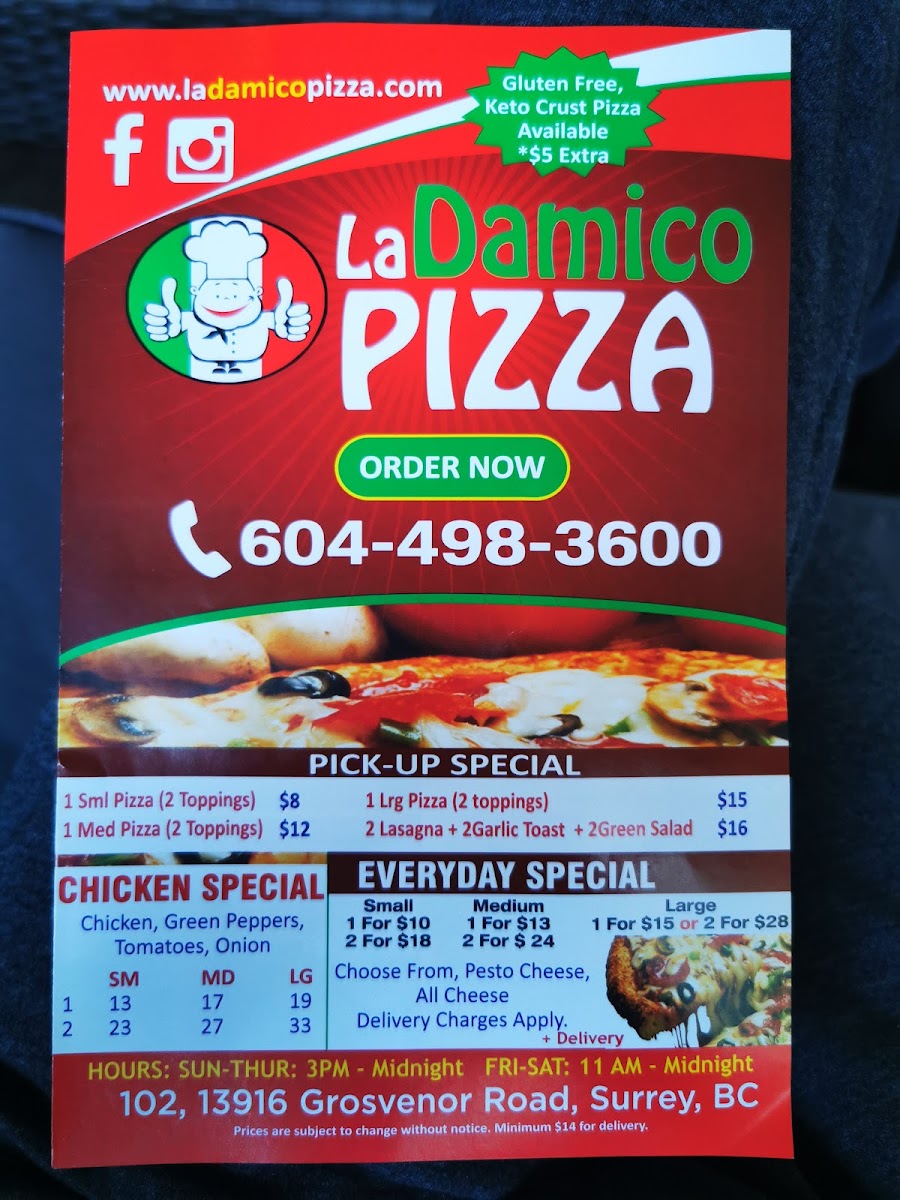 www.ladamicopizza.com
Gluten Free,
Keto Crust Pizza
Available
*$5 Extra
La Damico
PIZZA
ORDER NOW
604-498-3600
PICK-UP SPECIAL
1 Sml Pizza (2 Toppings) $8
1 Med Pizza (2 Toppings) $12
1 Lrg Pizza (2 toppings) $15
2 Lasagna + 2Garlic Toast + 2Green Salad $16
CHICKEN SPECIAL
Chicken, Green Peppers,
Tomatoes, Onion
SM MD LG
1 13 17 19
2 23 27 33
EVERYDAY SPECIAL
Small Medium Large
1 For $10 1 For $13 1 For $15 or 2 For $28
2 For $18 2 For $ 24
Choose From, Pesto Cheese,
All Cheese
Delivery Charges Apply.
+ Delivery
HOURS: SUN-THUR: 3PM - Midnight FRI-SAT: 11 AM - Midnight
102, 13916 Grosvenor Road, Surrey, BC
Prices are subject to change without notice. Minimum $14 for delivery.